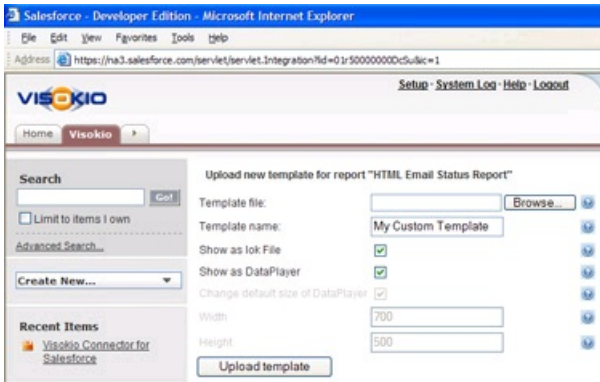 Salesforce - Developer Edition - Microsoft Internet Explorer
File Edit View Favorites Tools Help
Address https://na3.salesforce.com/servlet/servlet.Integration?lid=01r50000000DcSu&ic=1
VISOKIO
Setup · System Log · Help · Logout
Home Visokio
Search
Go!
Limit to items I own
Advanced Search...
Create New...
Recent Items
Visokio Connector for
Salesforce
Upload new template for report "HTML Email Status Report"
Template file: Browse...
Template name: My Custom Template
Show as Iok File
Show as DataPlayer
Change default size of DataPlayer
Width 700
Height 500
Upload template